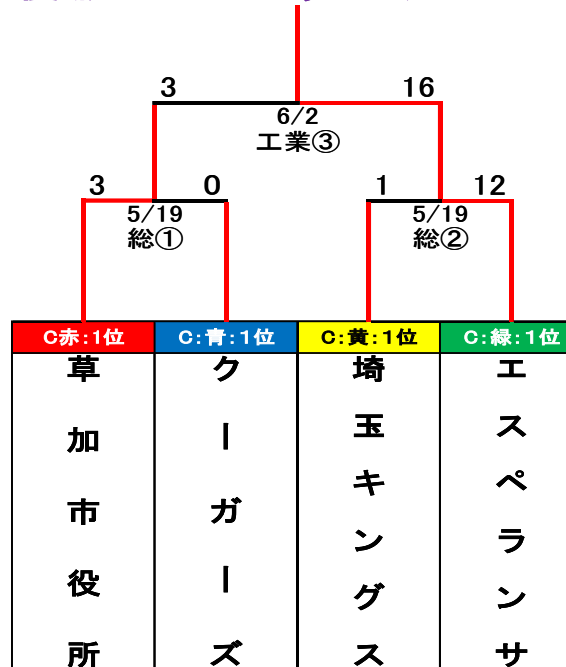 3 16
6/2
工業③
3 0 1 12
5/19 5/19
総① 総②
C赤:1位 C:青:1位 C:黄:1位 C:緑:1位
草加市役所
クーガーズ
埼玉キングス
エスペランサ